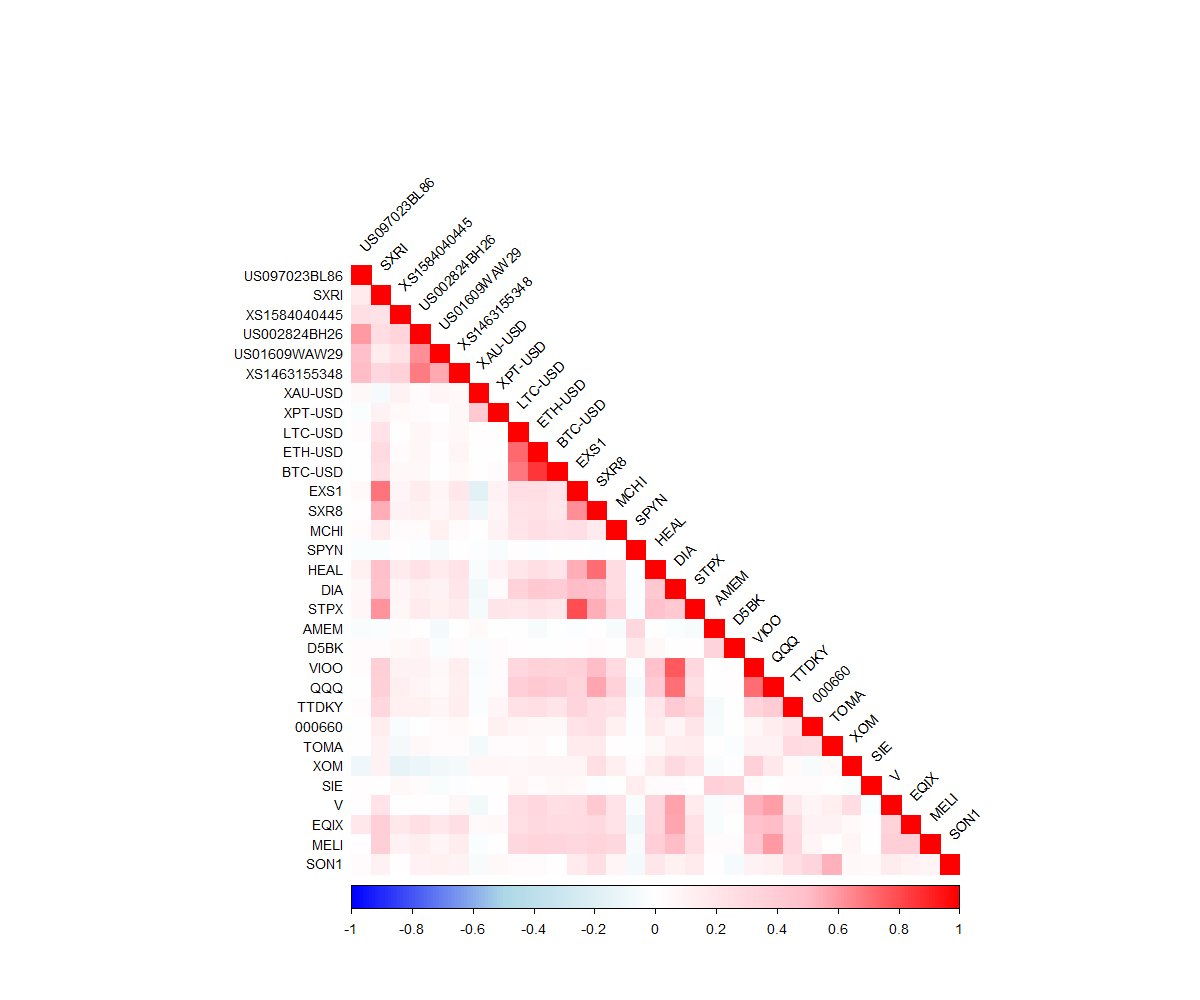 US097023BL86
SXRI
XS1584040445
US002824BH26
US01609WAW29
XS1463155348
XAU-USD
XPT-USD
LTC-USD
ETH-USD
BTC-USD
EXS1
SXR8
MCHI
SPYN
HEAL
DIA
STPX
AMEM
D5BK
VIOO
QQQ
TTDKY
000660
TOMA
XOM
SIE
V
EQIX
MELI
SON1
US097023BL86
SXRI
XS1584040445
US002824BH26
US01609WAW29
XS1463155348
XAU-USD
XPT-USD
LTC-USD
ETH-USD
BTC-USD
EXS1
SXR8
MCHI
SPYN
HEAL
DIA
STPX
AMEM
D5BK
VIOO
QQQ
TTDKY
000660
TOMA
XOM
SIE
V
EQIX
MELI
SON1
-1 -0.8 -0.6 -0.4 -0.2 0 0.2 0.4 0.6 0.8 1